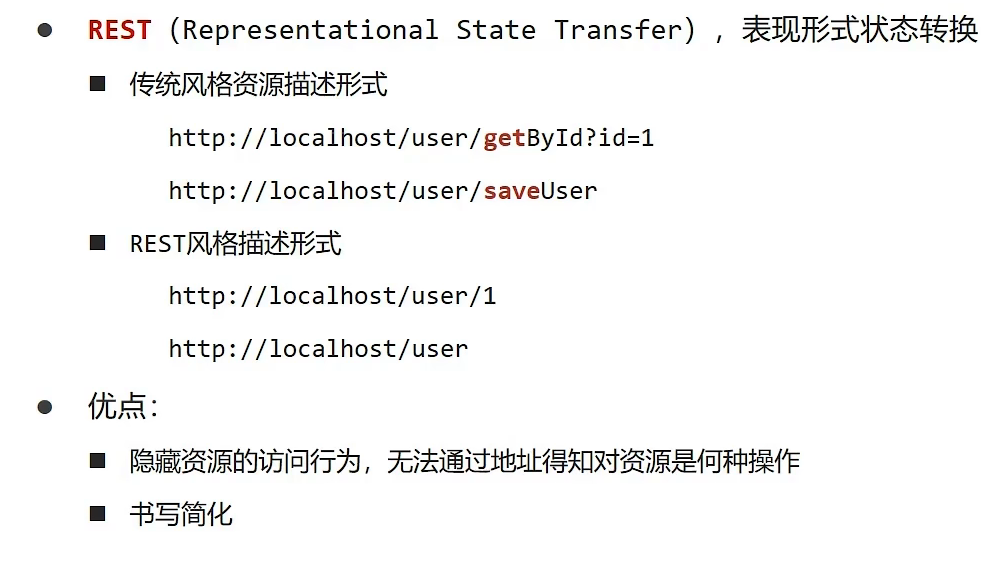 ● REST（Representational State Transfer），表现形式状态转换
■ 传统风格资源描述形式
http://localhost/user/getById?id=1
http://localhost/user/saveUser
■ REST风格描述形式
http://localhost/user/1
http://localhost/user
● 优点：
■ 隐藏资源的访问行为，无法通过地址得知对资源是何种操作
■ 书写简化